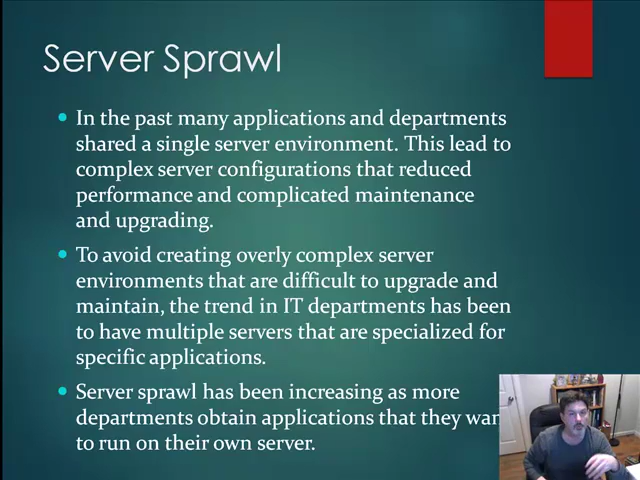 Server Sprawl
In the past many applications and departments
shared a single server environment. This lead to
complex server configurations that reduced
performance and complicated maintenance
and upgrading.
To avoid creating overly complex server
environments that are difficult to upgrade and
maintain, the trend in IT departments has been
to have multiple servers that are specialized for
specific applications.
Server sprawl has been increasing as more
departments obtain applications that they wan
to run on their own server.